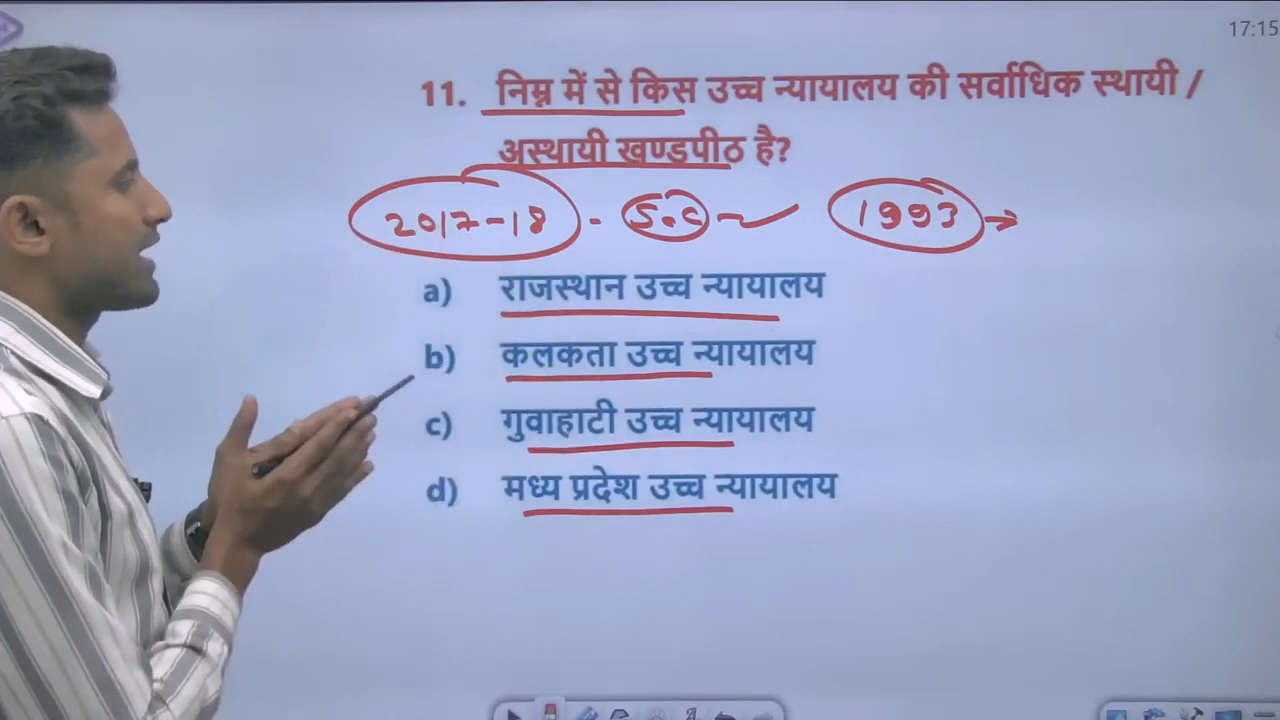 17:15
11. निम्न में से किस उच्च न्यायालय की सर्वाधिक स्थायी /
अस्थायी खण्डपीठ है?
2017-18 - S.C 1993 →
a) राजस्थान उच्च न्यायालय
b) कलकता उच्च न्यायालय
c) गुवाहाटी उच्च न्यायालय
d) मध्य प्रदेश उच्च न्यायालय